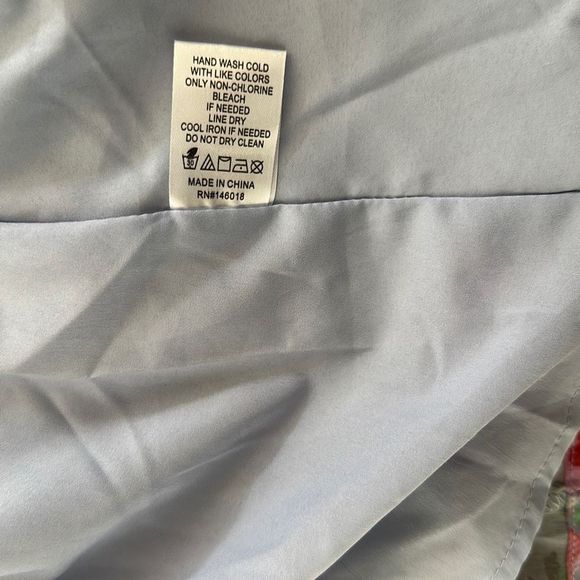 HAND WASH COLD
WITH LIKE COLORS
ONLY NON-CHLORINE
BLEACH
IF NEEDED
LINE DRY
COOL IRON IF NEEDED
DO NOT DRY CLEAN
30
MADE IN CHINA
RN#146018